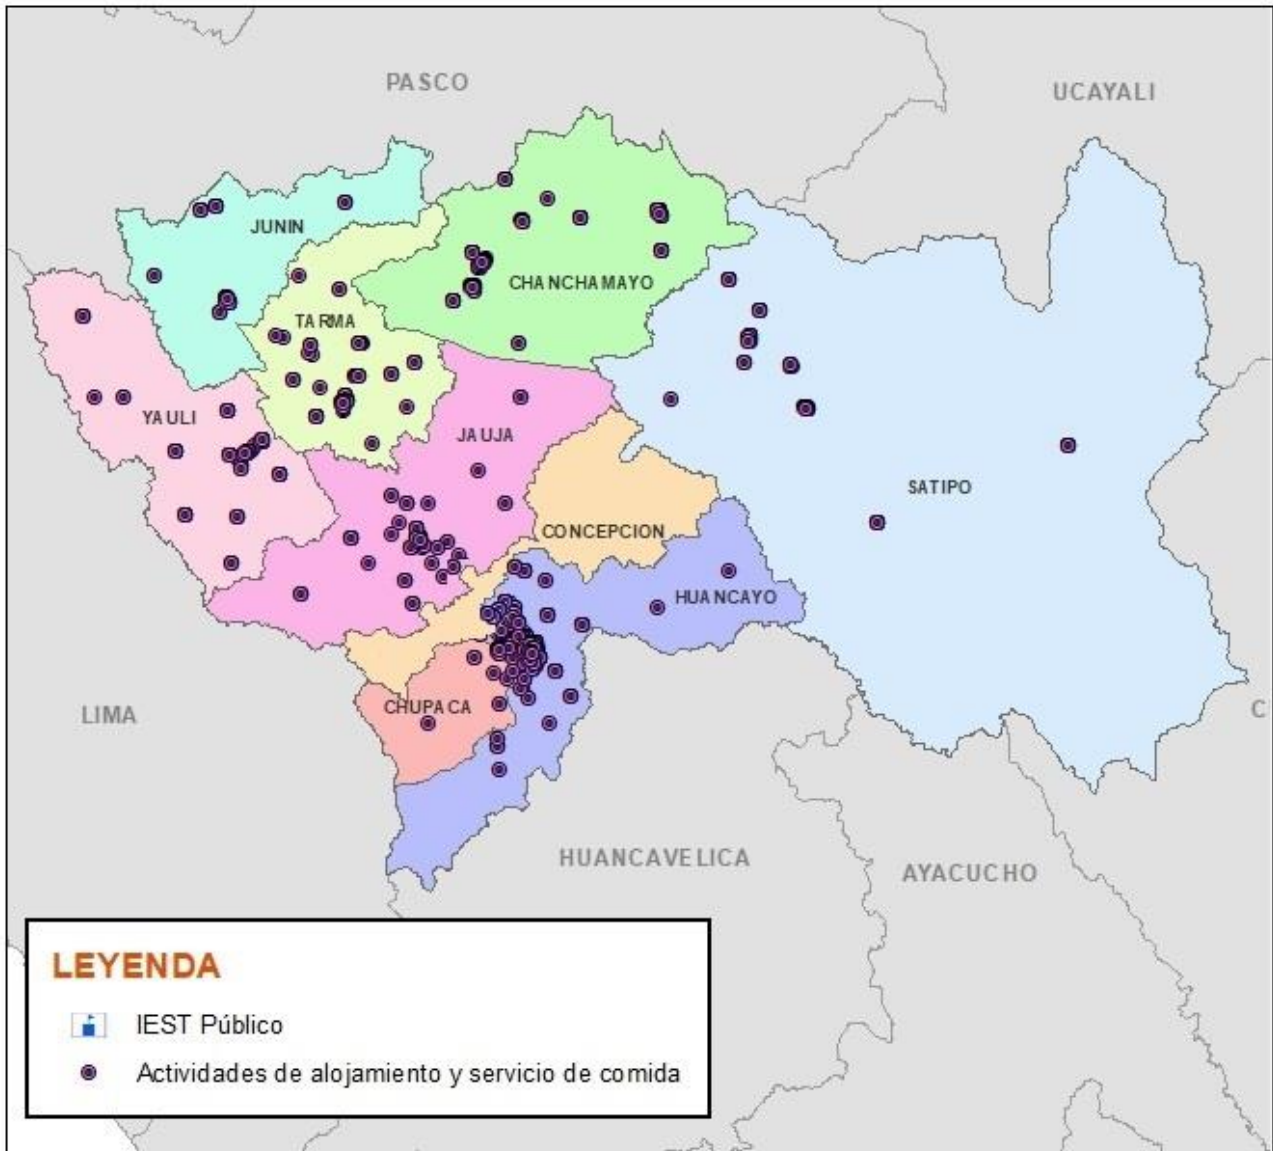 PASCO
UCAYALI
JUNIN
CHANCHAMAYO
TARMA
YAULI
JAUJA
SATIPO
CONCEPCION
HUANCAYO
CHUPACA
LIMA
C
HUANCAVELICA
AYACUCHO
LEYENDA
IEST Público
Actividades de alojamiento y servicio de comida